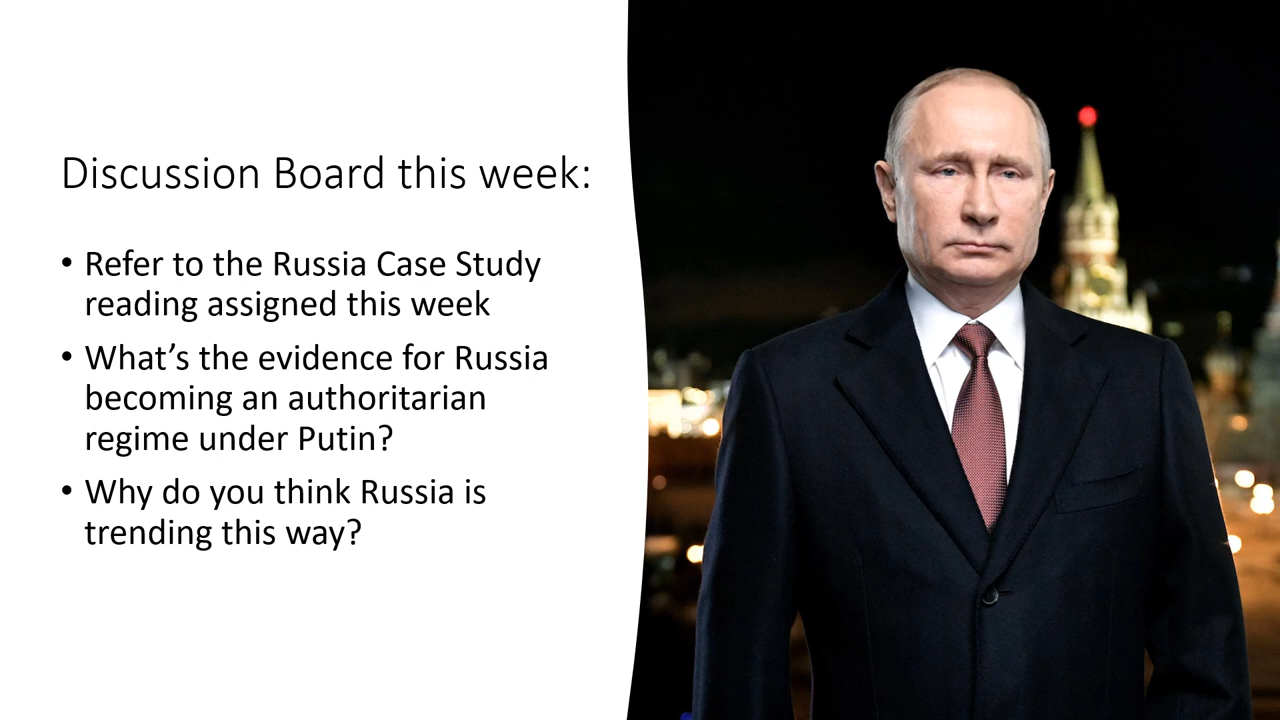 Discussion Board this week:
• Refer to the Russia Case Study
reading assigned this week
• What’s the evidence for Russia
becoming an authoritarian
regime under Putin?
• Why do you think Russia is
trending this way?